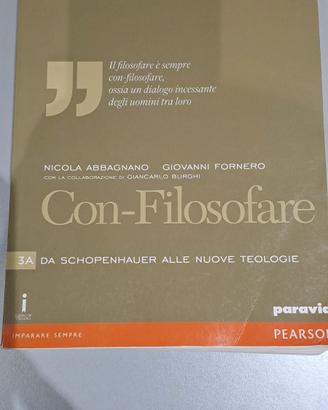 ”
Il filosofare è sempre
con-filosofare,
ossia un dialogo incessante
degli uomini tra loro
NICOLA ABBAGNANO GIOVANNI FORNERO
CON LA COLLABORAZIONE DI GIANCARLO BURGHI
Con-Filosofare
3A DA SCHOPENHAUER ALLE NUOVE TEOLOGIE
i
paravia
IMPARARE SEMPRE
PEARSON